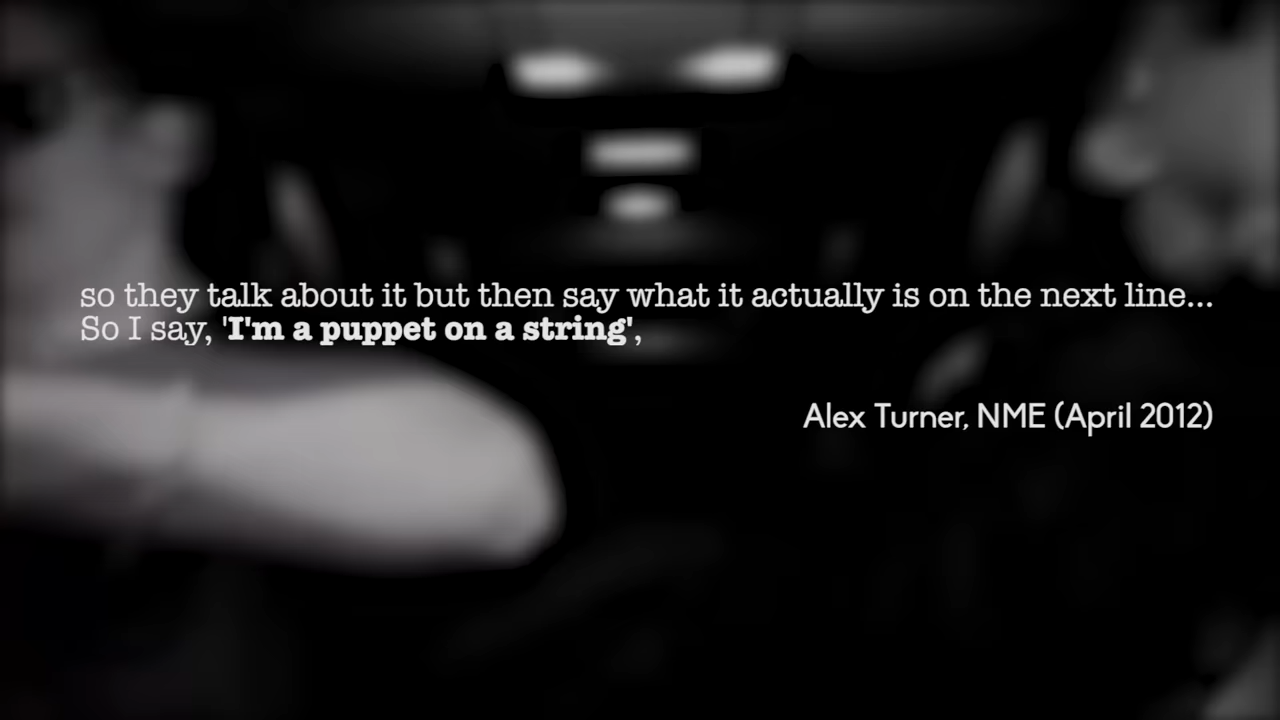 so they talk about it but then say what it actually is on the next line...
So I say, 'I'm a puppet on a string',
Alex Turner, NME (April 2012)